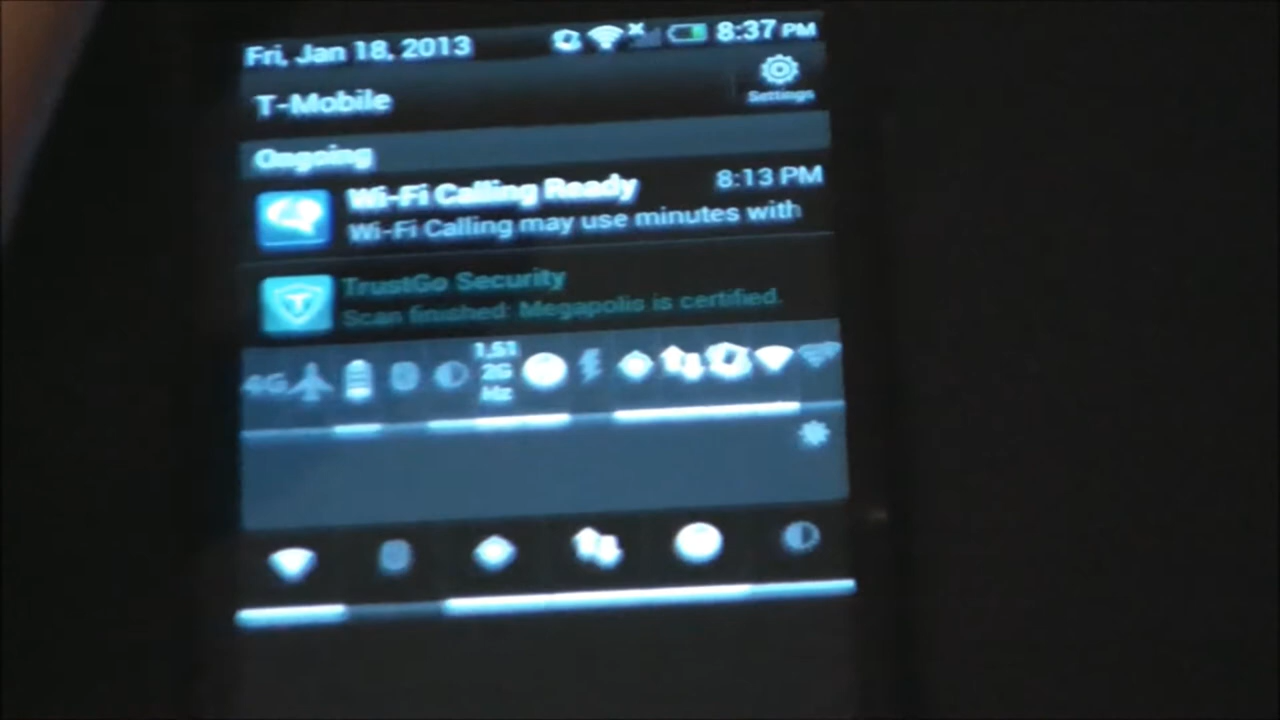 Fri, Jan 18, 2013 8:37 PM
T-Mobile
Settings
Ongoing
Wi-Fi Calling Ready 8:13 PM
Wi-Fi Calling may use minutes with
TrustGo Security
Scan finished: Megapolis is certified.
4G
1,51
2G
Hz